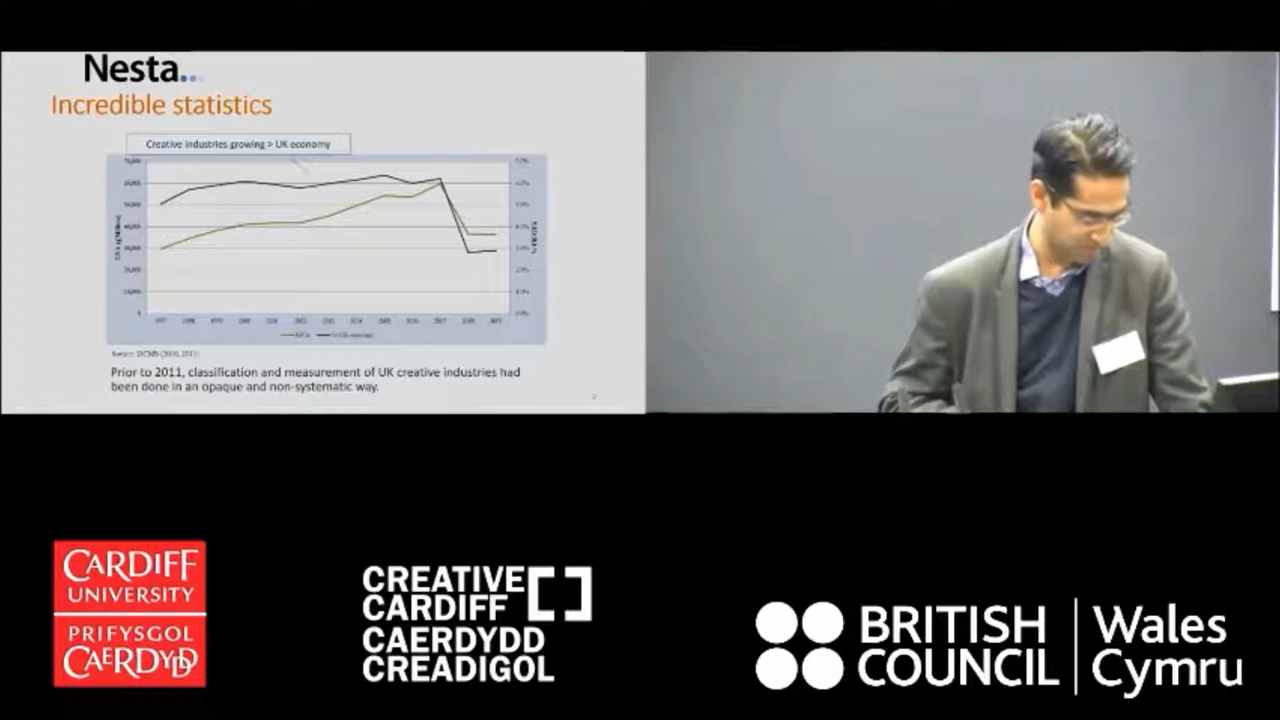 Nesta...
Incredible statistics
Creative industries growing > UK economy
Prior to 2011, classification and measurement of UK creative industries had
been done in an opaque and non-systematic way.
CARDIFF
UNIVERSITY
PRIFYSGOL
CAERDYDD
CREATIVE
CARDIFF
CAERDYDD
CREADIGOL
BRITISH
COUNCIL
Wales
Cymru